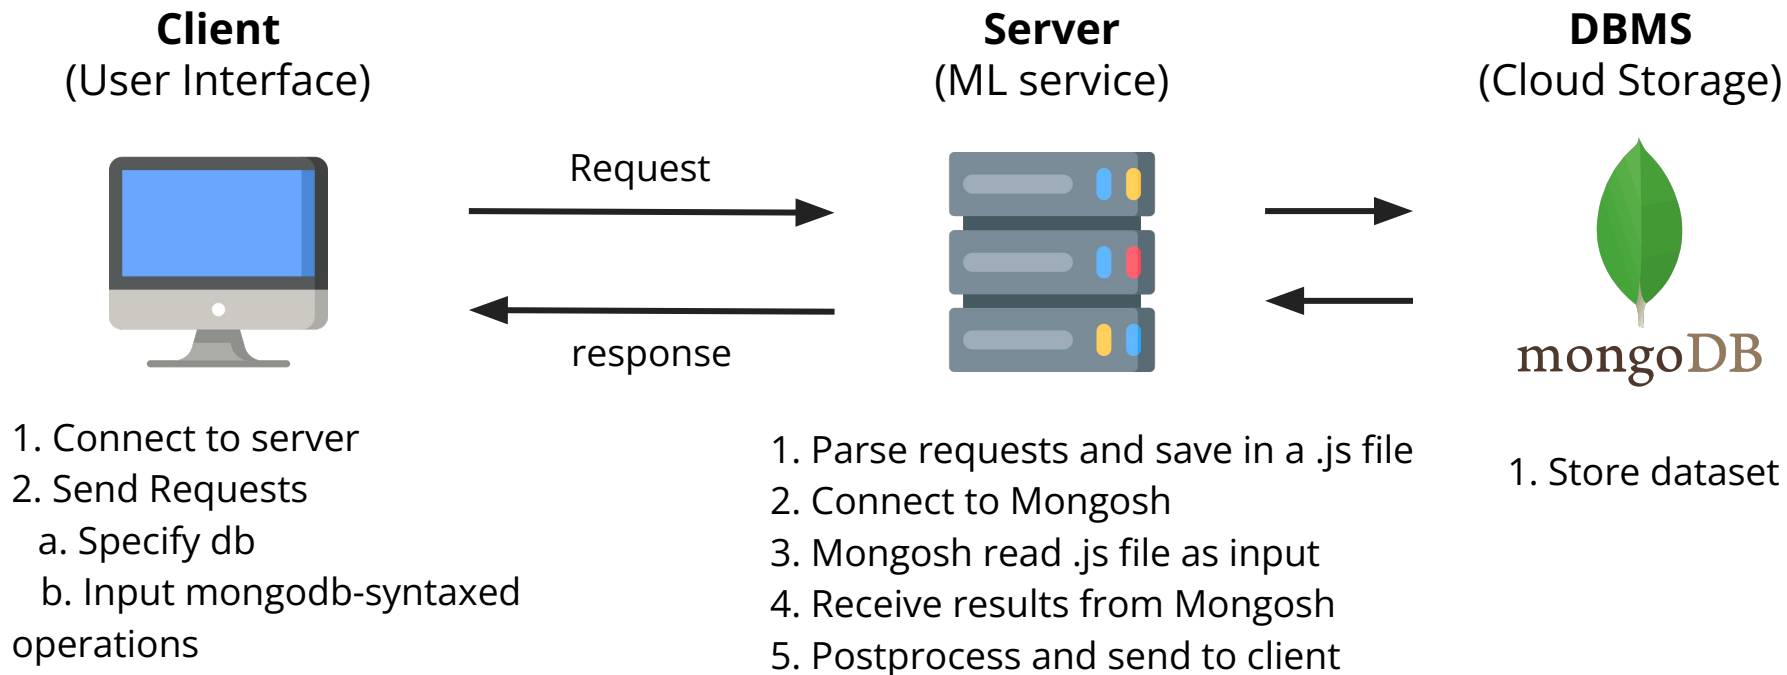 Client
(User Interface)
Server
(ML service)
DBMS
(Cloud Storage)
Request
response
mongoDB
1. Connect to server
2. Send Requests
a. Specify db
b. Input mongodb-syntaxed
operations
1. Parse requests and save in a .js file
2. Connect to Mongosh
3. Mongosh read .js file as input
4. Receive results from Mongosh
5. Postprocess and send to client
1. Store dataset